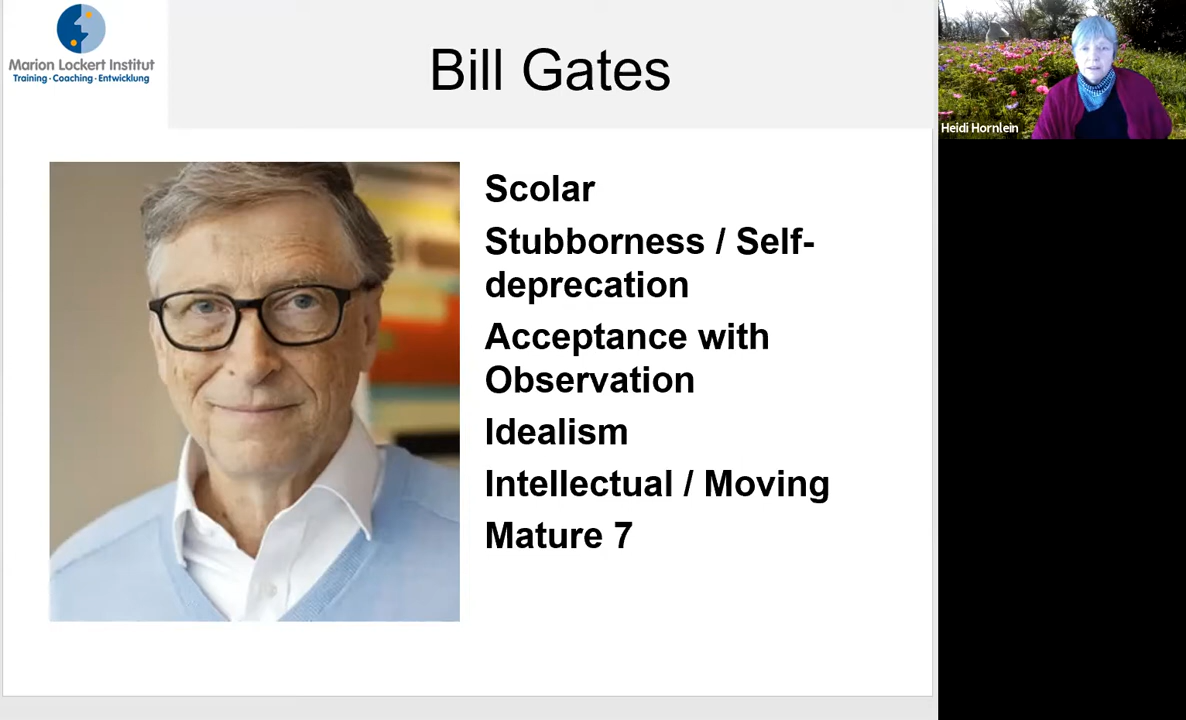 Marion Lockert Institut
Training·Coaching·Entwicklung
Bill Gates
Heidi Hornlein
Scolar
Stubborness / Self-
deprecation
Acceptance with
Observation
Idealism
Intellectual / Moving
Mature 7